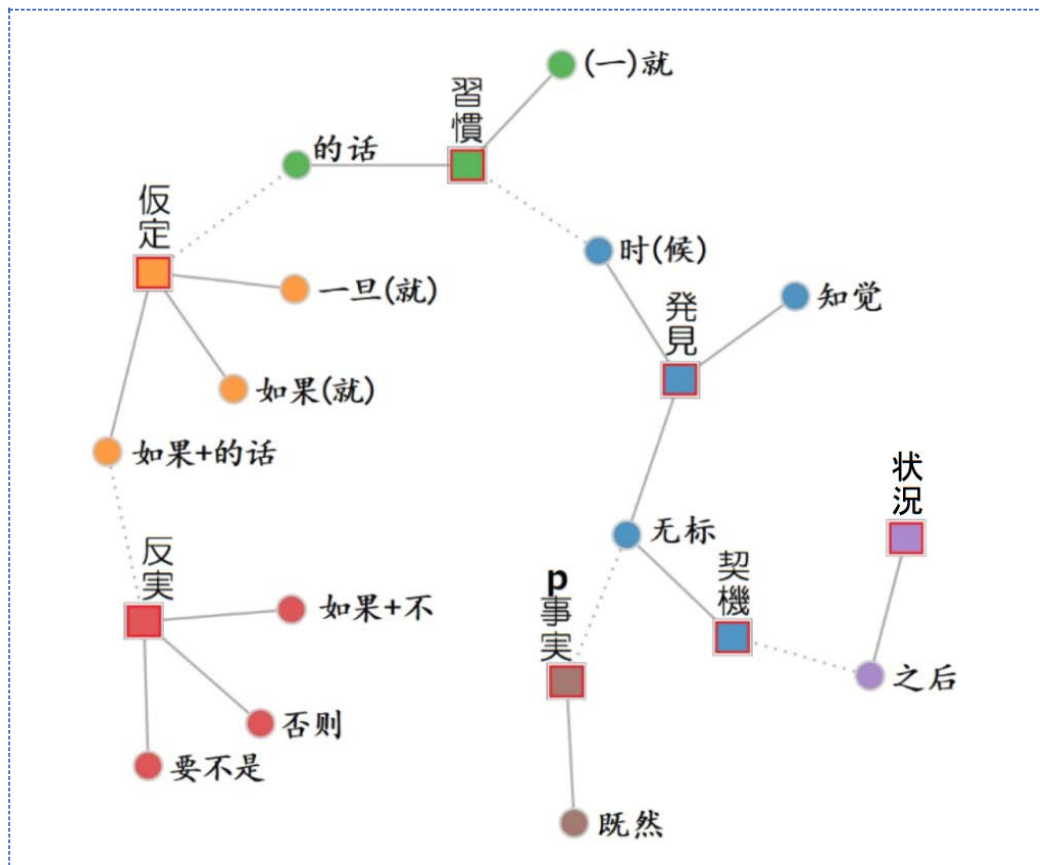 (一)就
習慣
的话
仮定
时(候)
一旦(就)
知觉
発見
如果(就)
如果+的话
状況
无标
反実
契機
p事実
如果+不
之后
否则
要不是
既然